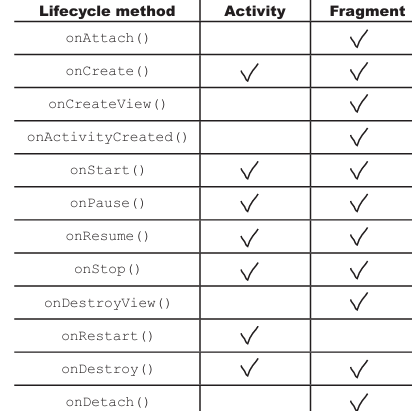 Lifecycle method Activity Fragment
onAttach() ✓
onCreate() ✓ ✓
onCreateView() ✓
onActivityCreated() ✓
onStart() ✓ ✓
onPause() ✓ ✓
onResume() ✓ ✓
onStop() ✓ ✓
onDestroyView() ✓
onRestart() ✓
onDestroy() ✓ ✓
onDetach() ✓